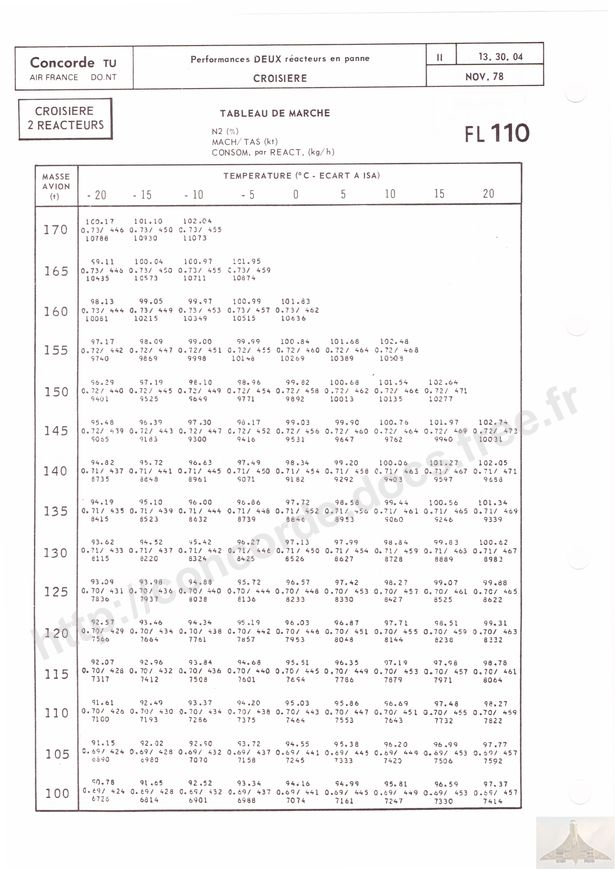 Concorde TU
AIR FRANCE DO.NT
Performances DEUX réacteurs en panne
CROISIERE
II
13. 30. 04
NOV. 78
CROISIERE
2 REACTEURS
TABLEAU DE MARCHE
N2 (%)
MACH/TAS (kt)
CONSOM. par REACT. (kg/h)
FL 110
MASSE AVION (t)
TEMPERATURE (°C - ECART A ISA)
- 20 - 15 - 10 - 5 0 5 10 15 20
100.17 101.10 102.04
170 0.73/ 446 0.73/ 450 0.73/ 455
10788 10930 11073
99.11 100.04 100.97 101.95
165 0.73/ 446 0.73/ 450 0.73/ 455 0.73/ 459
10435 10573 10711 10874
98.13 99.05 99.97 100.99 101.83
160 0.73/ 444 0.73/ 449 0.73/ 453 0.73/ 457 0.73/ 462
10081 10215 10349 10515 10636
97.17 98.09 99.00 99.99 100.84 101.68 102.48
155 0.72/ 442 0.72/ 447 0.72/ 451 0.72/ 455 0.72/ 460 0.72/ 464 0.72/ 468
9740 9869 9998 10148 10269 10389 10509
96.29 97.19 98.10 98.96 99.82 100.68 101.54 102.64
150 0.72/ 440 0.72/ 445 0.72/ 449 0.72/ 454 0.72/ 458 0.72/ 462 0.72/ 466 0.72/ 471
9401 9525 9649 9771 9892 10013 10135 10277
95.48 96.39 97.30 98.17 99.03 99.90 100.76 101.97 102.74
145 0.72/ 439 0.72/ 443 0.72/ 447 0.72/ 452 0.72/ 456 0.72/ 460 0.72/ 464 0.72/ 469 0.72/ 473
9065 9183 9300 9416 9531 9647 9762 9940 10031
94.82 95.72 96.63 97.49 98.34 99.20 100.06 101.27 102.05
140 0.71/ 437 0.71/ 441 0.71/ 445 0.71/ 450 0.71/ 454 0.71/ 458 0.71/ 463 0.71/ 467 0.71/ 471
8735 8848 8961 9071 9182 9292 9403 9597 9688
94.19 95.10 96.00 96.86 97.72 98.58 99.44 100.56 101.34
135 0.71/ 435 0.71/ 439 0.71/ 444 0.71/ 448 0.71/ 452 0.71/ 456 0.71/ 461 0.71/ 465 0.71/ 469
8415 8523 8632 8739 8846 8953 9060 9246 9339
93.62 94.52 95.42 96.27 97.13 97.99 98.84 99.83 100.62
130 0.71/ 433 0.71/ 437 0.71/ 442 0.71/ 446 0.71/ 450 0.71/ 454 0.71/ 459 0.71/ 463 0.71/ 467
8115 8220 8324 8425 8526 8627 8728 8889 8983
93.09 93.98 94.88 95.72 96.57 97.42 98.27 99.07 99.88
125 0.70/ 431 0.70/ 436 0.70/ 440 0.70/ 444 0.70/ 448 0.70/ 453 0.70/ 457 0.70/ 461 0.70/ 465
7836 7937 8038 8136 8233 8330 8427 8525 8622
92.57 93.46 94.34 95.19 96.03 96.87 97.71 98.51 99.31
120 0.70/ 429 0.70/ 434 0.70/ 438 0.70/ 442 0.70/ 446 0.70/ 451 0.70/ 455 0.70/ 459 0.70/ 463
7566 7664 7761 7857 7953 8048 8144 8238 8332
92.07 92.96 93.84 94.68 95.51 96.35 97.19 97.98 98.78
115 0.70/ 428 0.70/ 432 0.70/ 436 0.70/ 440 0.70/ 445 0.70/ 449 0.70/ 453 0.70/ 457 0.70/ 461
7317 7412 7508 7601 7694 7786 7879 7971 8064
91.61 92.49 93.37 94.20 95.03 95.86 96.69 97.48 98.27
110 0.70/ 426 0.70/ 430 0.70/ 434 0.70/ 438 0.70/ 443 0.70/ 447 0.70/ 451 0.70/ 455 0.70/ 459
7100 7193 7286 7375 7464 7553 7643 7732 7822
91.15 92.02 92.90 93.72 94.55 95.38 96.20 96.99 97.77
105 0.69/ 424 0.69/ 428 0.69/ 432 0.69/ 437 0.69/ 441 0.69/ 445 0.69/ 449 0.69/ 453 0.69/ 457
6890 6980 7070 7158 7245 7333 7420 7506 7592
90.78 91.65 92.52 93.34 94.16 94.99 95.81 96.59 97.37
100 0.69/ 424 0.69/ 428 0.69/ 432 0.69/ 437 0.69/ 441 0.69/ 445 0.69/ 449 0.69/ 453 0.69/ 457
6726 6814 6901 6988 7074 7161 7247 7330 7414
http://concorde-docs.free.fr